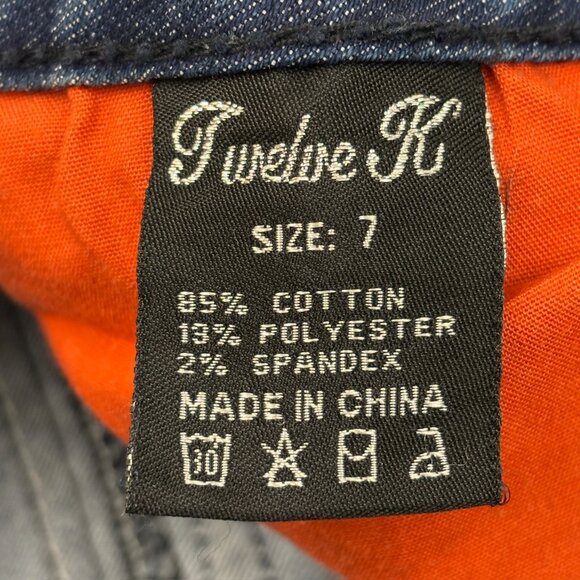 Twelve K
SIZE: 7
85% COTTON
13% POLYESTER
2% SPANDEX
MADE IN CHINA
30